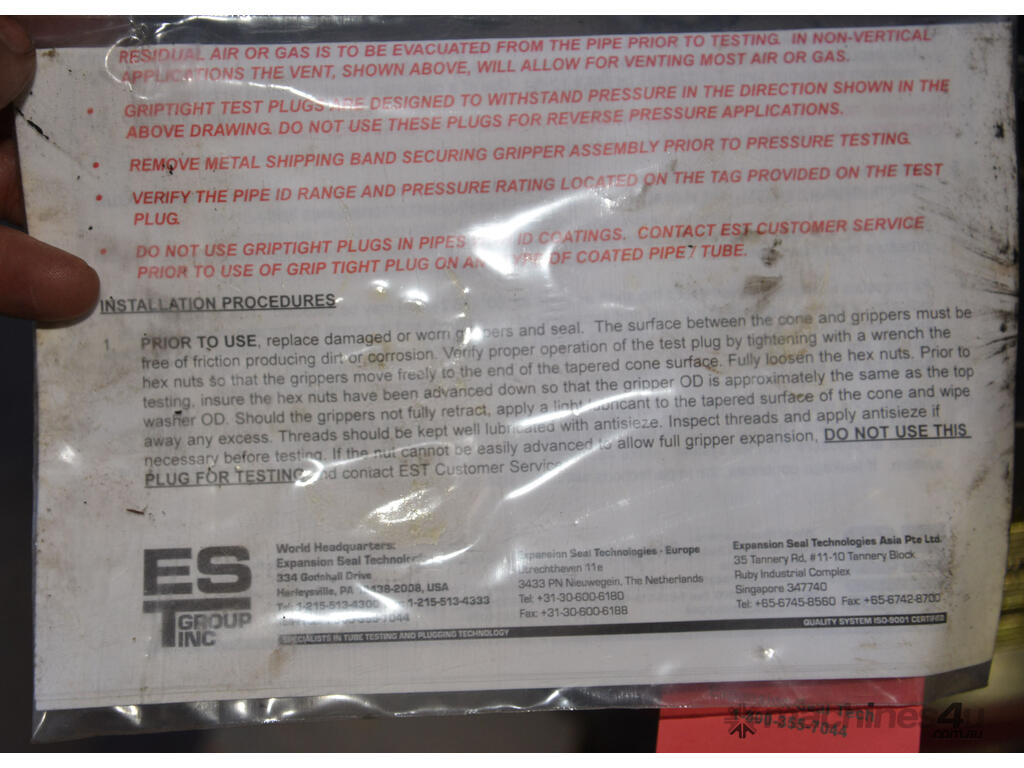 RESIDUAL AIR OR GAS IS TO BE EVACUATED FROM THE PIPE PRIOR TO TESTING. IN NON-VERTICAL
APPLICATIONS THE VENT, SHOWN ABOVE, WILL ALLOW FOR VENTING MOST AIR OR GAS.
• GRIPTIGHT TEST PLUGS ARE DESIGNED TO WITHSTAND PRESSURE IN THE DIRECTION SHOWN IN THE
ABOVE DRAWING. DO NOT USE THESE PLUGS FOR REVERSE PRESSURE APPLICATIONS.
• REMOVE METAL SHIPPING BAND SECURING GRIPPER ASSEMBLY PRIOR TO PRESSURE TESTING.
• VERIFY THE PIPE ID RANGE AND PRESSURE RATING LOCATED ON THE TAG PROVIDED ON THE TEST
PLUG.
• DO NOT USE GRIPTIGHT PLUGS IN PIPES ID COATINGS. CONTACT EST CUSTOMER SERVICE
PRIOR TO USE OF GRIP TIGHT PLUG ON OF COATED PIPE / TUBE.
INSTALLATION PROCEDURES
1. PRIOR TO USE, replace damaged or worn grippers and seal. The surface between the cone and grippers must be
free of friction producing dirt or corrosion. Verify proper operation of the test plug by tightening with a wrench the
hex nuts so that the grippers move freely to the end of the tapered cone surface. Fully loosen the hex nuts. Prior to
testing, insure the hex nuts have been advanced down so that the gripper OD is approximately the same as the top
washer OD. Should the grippers not fully retract, apply a light lubricant to the tapered surface of the cone and wipe
away any excess. Threads should be kept well lubricated with antisieze. Inspect threads and apply antisieze if
necessary before testing. If the nut cannot be easily advanced to allow full gripper expansion, DO NOT USE THIS
PLUG FOR TESTING and contact EST Customer Service
EST GROUP INC
World Headquarters:
Expansion Seal Technologies
334 Godshall Drive
Harleysville, PA 19438-2008, USA
Tel: 1-215-513-4300 1-215-513-4333
Expansion Seal Technologies - Europe
Utrechthaven 11e
3433 PN Nieuwegein, The Netherlands
Tel: +31-30-600-6180
Fax: +31-30-600-6188
Expansion Seal Technologies Asia Pte Ltd.
35 Tannery Rd, #11-10 Tannery Block
Ruby Industrial Complex
Singapore 347740
Tel: +65-6745-8560 Fax: +65-6742-8700
SPECIALISTS IN TUBE TESTING AND PLUGGING TECHNOLOGY
QUALITY SYSTEM ISO-9001 CERTIFIED
800-355-7044
machines4u
.com.au